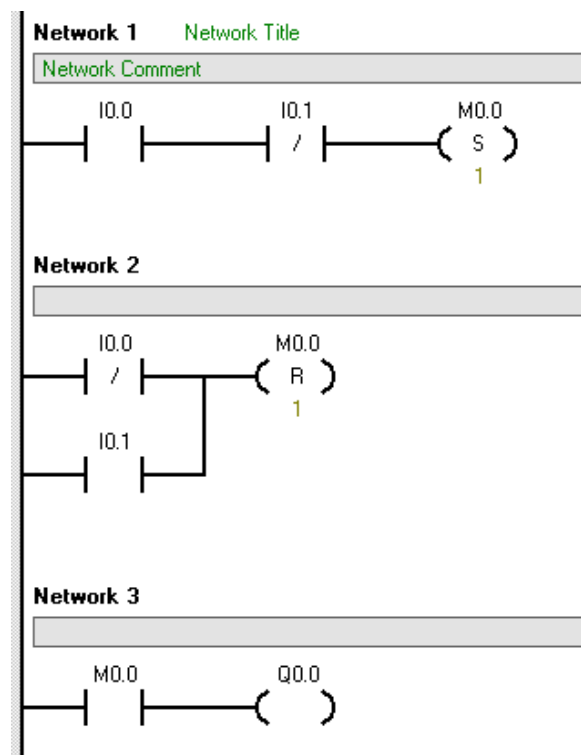 Network 1 Network Title
Network Comment
I0.0 I0.1 M0.0
/ S
1
Network 2
I0.0 M0.0
/ R
1
I0.1
Network 3
M0.0 Q0.0